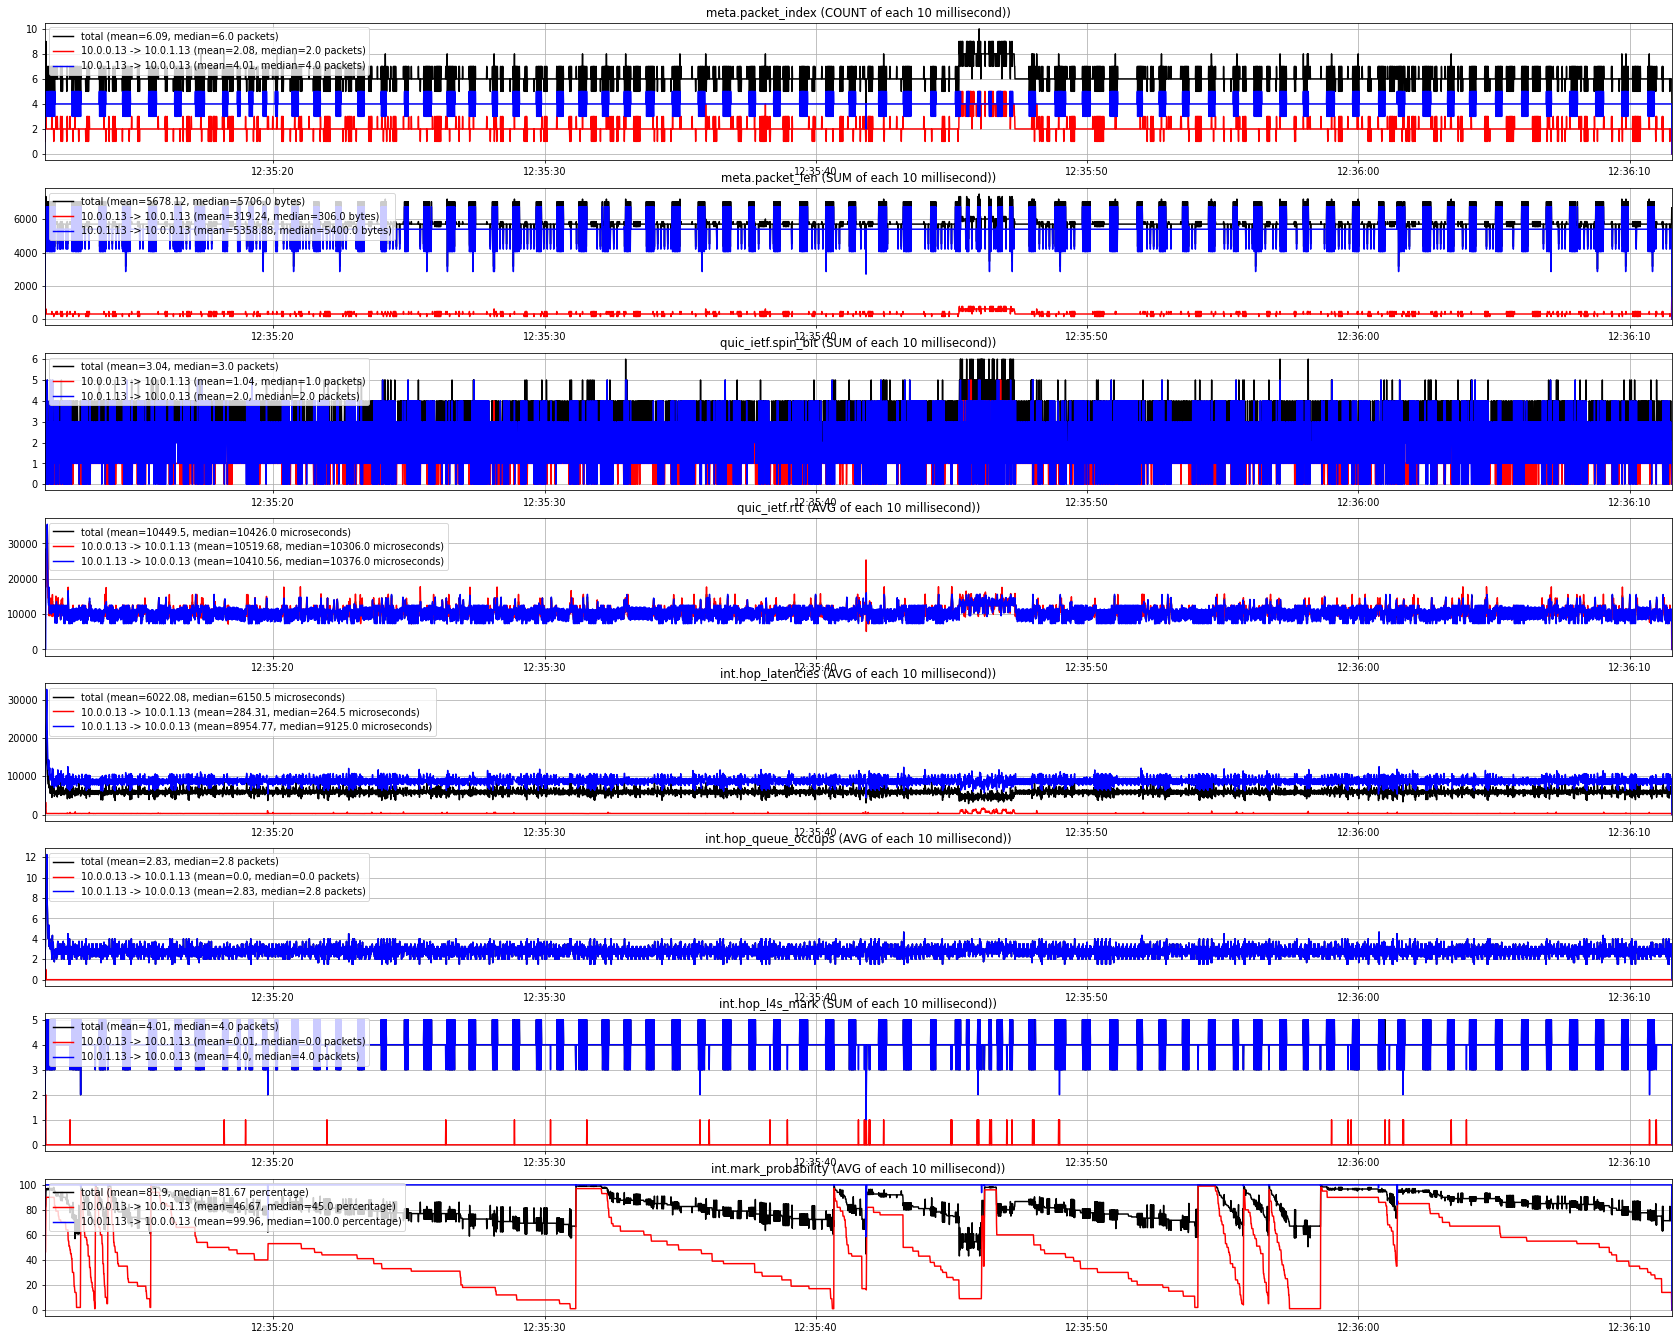 meta.packet_index (COUNT of each 10 millisecond))
10
8
6
4
2
0
total (mean=6.09, median=6.0 packets)
10.0.0.13 -> 10.0.1.13 (mean=2.08, median=2.0 packets)
10.0.1.13 -> 10.0.0.13 (mean=4.01, median=4.0 packets)
12:35:20 12:35:30 12:35:40 12:35:50 12:36:00 12:36:10
meta.packet_len (SUM of each 10 millisecond))
6000
4000
2000
0
total (mean=5678.12, median=5706.0 bytes)
10.0.0.13 -> 10.0.1.13 (mean=319.24, median=306.0 bytes)
10.0.1.13 -> 10.0.0.13 (mean=5358.88, median=5400.0 bytes)
12:35:20 12:35:30 12:35:40 12:35:50 12:36:00 12:36:10
quic_ietf.spin_bit (SUM of each 10 millisecond))
6
5
4
3
2
1
0
total (mean=3.04, median=3.0 packets)
10.0.0.13 -> 10.0.1.13 (mean=1.04, median=1.0 packets)
10.0.1.13 -> 10.0.0.13 (mean=2.0, median=2.0 packets)
12:35:20 12:35:30 12:35:40 12:35:50 12:36:00 12:36:10
quic_ietf.rtt (AVG of each 10 millisecond))
30000
20000
10000
0
total (mean=10449.5, median=10426.0 microseconds)
10.0.0.13 -> 10.0.1.13 (mean=10519.68, median=10306.0 microseconds)
10.0.1.13 -> 10.0.0.13 (mean=10410.56, median=10376.0 microseconds)
12:35:20 12:35:30 12:35:40 12:35:50 12:36:00 12:36:10
int.hop_latencies (AVG of each 10 millisecond))
30000
20000
10000
0
total (mean=6022.08, median=6150.5 microseconds)
10.0.0.13 -> 10.0.1.13 (mean=284.31, median=264.5 microseconds)
10.0.1.13 -> 10.0.0.13 (mean=8954.77, median=9125.0 microseconds)
12:35:20 12:35:30 12:35:40 12:35:50 12:36:00 12:36:10
int.hop_queue_occups (AVG of each 10 millisecond))
12
10
8
6
4
2
0
total (mean=2.83, median=2.8 packets)
10.0.0.13 -> 10.0.1.13 (mean=0.0, median=0.0 packets)
10.0.1.13 -> 10.0.0.13 (mean=2.83, median=2.8 packets)
12:35:20 12:35:30 12:35:40 12:35:50 12:36:00 12:36:10
int.hop_l4s_mark (SUM of each 10 millisecond))
5
4
3
2
1
0
total (mean=4.01, median=4.0 packets)
10.0.0.13 -> 10.0.1.13 (mean=0.01, median=0.0 packets)
10.0.1.13 -> 10.0.0.13 (mean=4.0, median=4.0 packets)
12:35:20 12:35:30 12:35:40 12:35:50 12:36:00 12:36:10
int.mark_probability (AVG of each 10 millisecond))
100
80
60
40
20
0
total (mean=81.9, median=81.67 percentage)
10.0.0.13 -> 10.0.1.13 (mean=46.67, median=45.0 percentage)
10.0.1.13 -> 10.0.0.13 (mean=99.96, median=100.0 percentage)
12:35:20 12:35:30 12:35:40 12:35:50 12:36:00 12:36:10